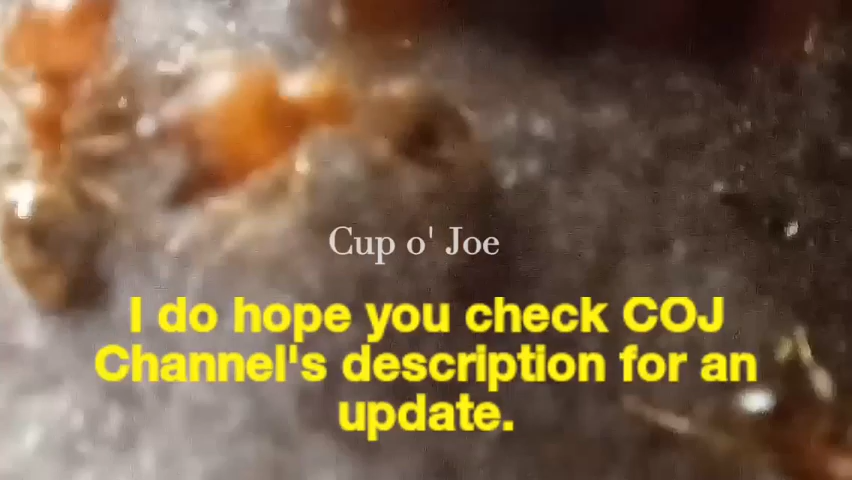 Cup o' Joe
I do hope you check COJ
Channel's description for an
update.